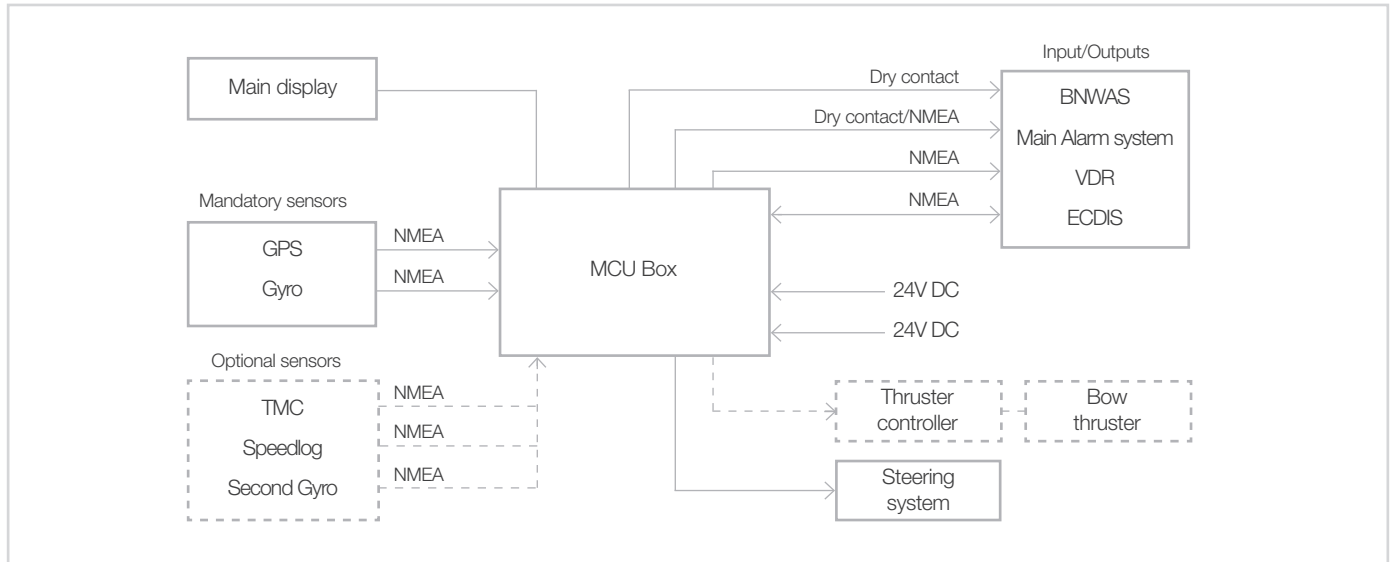 Main display
Mandatory sensors
GPS
NMEA
Gyro
NMEA
Optional sensors
TMC
NMEA
Speedlog
NMEA
Second Gyro
NMEA
MCU Box
Input/Outputs
Dry contact
BNWAS
Dry contact/NMEA
Main Alarm system
NMEA
VDR
NMEA
ECDIS
24V DC
24V DC
Thruster
controller
Bow
thruster
Steering
system